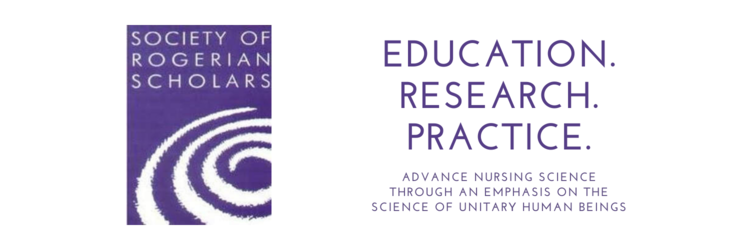 SOCIETY OF
ROGERIAN
SCHOLARS
EDUCATION.
RESEARCH.
PRACTICE.
ADVANCE NURSING SCIENCE
THROUGH AN EMPHASIS ON THE
SCIENCE OF UNITARY HUMAN BEINGS